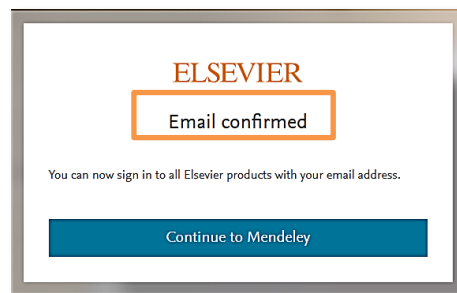 ELSEVIER
Email confirmed
You can now sign in to all Elsevier products with your email address.
Continue to Mendeley